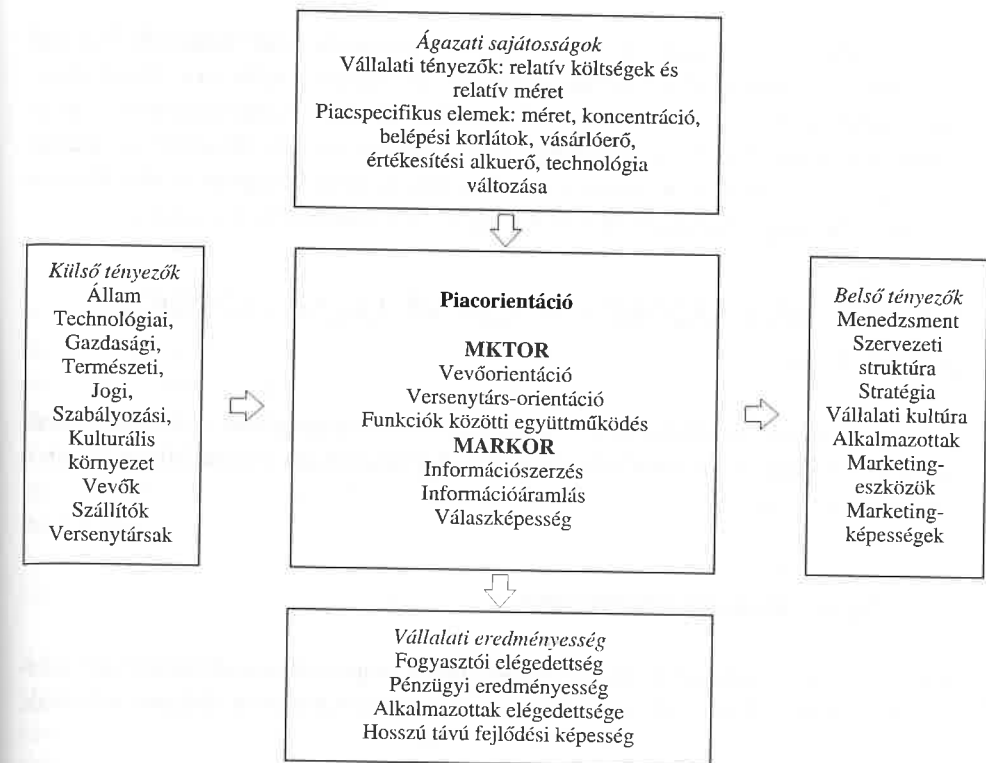 Ágazati sajátosságok
Vállalati tényezők: relatív költségek és
relatív méret
Piacspecifikus elemek: méret, koncentráció,
belépési korlátok, vásárlóerő,
értékesítési alkuerő, technológia
változása
Külső tényezők
Állam
Technológiai,
Gazdasági,
Természeti,
Jogi,
Szabályozási,
Kulturális
környezet
Vevők
Szállítók
Versenytársak
Piacorientáció
MKTOR
Vevőorientáció
Versenytárs-orientáció
Funkciók közötti együttműködés
MARKOR
Információszerzés
Információáramlás
Válaszképesség
Belső tényezők
Menedzsment
Szervezeti
struktúra
Stratégia
Vállalati kultúra
Alkalmazottak
Marketing-
eszközök
Marketing-
képességek
Vállalati eredményesség
Fogyasztói elégedettség
Pénzügyi eredményesség
Alkalmazottak elégedettsége
Hosszú távú fejlődési képesség